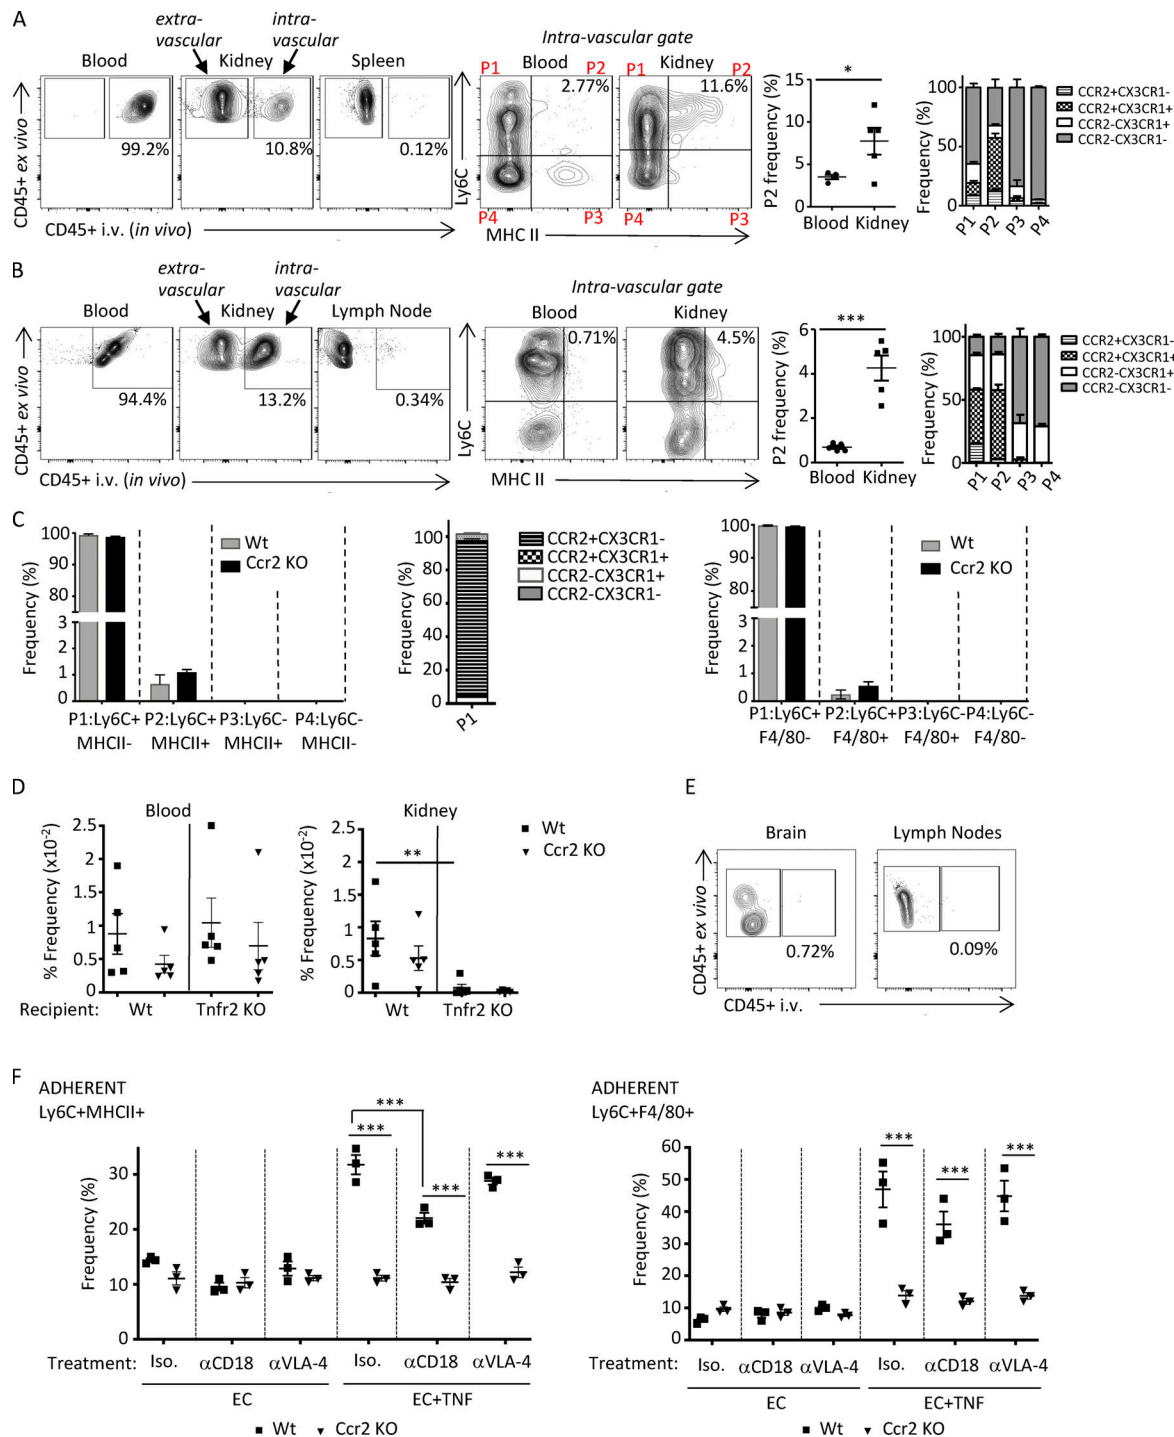 A
extra-
vascular
intra-
vascular
Blood
Kidney
Spleen
CD45+ ex vivo
99.2%
10.8%
0.12%
CD45+ i.v. (in vivo)
Intra-vascular gate
P1
Blood
P2
P1
Kidney
P2
2.77%
11.6%
Ly6C
P4
P3
P4
P3
MHC II
*
P2 frequency (%)
15
10
5
0
Blood
Kidney
Frequency (%)
100
50
0
P1
P2
P3
P4
CCR2+CX3CR1-
CCR2+CX3CR1+
CCR2-CX3CR1+
CCR2-CX3CR1-
B
extra-
vascular
intra-
vascular
Blood
Kidney
Lymph Node
CD45+ ex vivo
94.4%
13.2%
0.34%
CD45+ i.v. (in vivo)
Intra-vascular gate
Blood
Kidney
0.71%
4.5%
Ly6C
MHC II
***
P2 frequency (%)
6
4
2
0
Blood
Kidney
Frequency (%)
100
50
0
P1
P2
P3
P4
CCR2+CX3CR1-
CCR2+CX3CR1+
CCR2-CX3CR1+
CCR2-CX3CR1-
C
Frequency (%)
100
80
3
2
1
0
Wt
Ccr2 KO
P1:Ly6C+
MHCII-
P2:Ly6C+
MHCII+
P3:Ly6C-
MHCII+
P4:Ly6C-
MHCII-
Frequency (%)
100
80
60
40
20
0
P1
CCR2+CX3CR1-
CCR2+CX3CR1+
CCR2-CX3CR1+
CCR2-CX3CR1-
Frequency (%)
100
90
80
3
2
1
0
Wt
Ccr2 KO
P1:Ly6C+
F4/80-
P2:Ly6C+
F4/80+
P3:Ly6C-
F4/80+
P4:Ly6C-
F4/80-
D
Blood
% Frequency (x10⁻²)
2.5
2
1.5
1
0.5
0
Recipient:
Wt
Tnfr2 KO
Kidney
% Frequency (x10⁻²)
2.5
2
1.5
1
0.5
0
**
Wt
Tnfr2 KO
Wt
Ccr2 KO
E
Brain
Lymph Nodes
CD45+ ex vivo
0.72%
0.09%
CD45+ i.v.
F
ADHERENT
Ly6C+MHCII+
Frequency (%)
30
20
10
0
***
***
***
***
Treatment:
Iso.
αCD18
αVLA-4
Iso.
αCD18
αVLA-4
EC
EC+TNF
Wt
Ccr2 KO
ADHERENT
Ly6C+F4/80+
Frequency (%)
60
50
40
30
20
10
0
***
***
***
Treatment:
Iso.
αCD18
αVLA-4
Iso.
αCD18
αVLA-4
EC
EC+TNF
Wt
Ccr2 KO